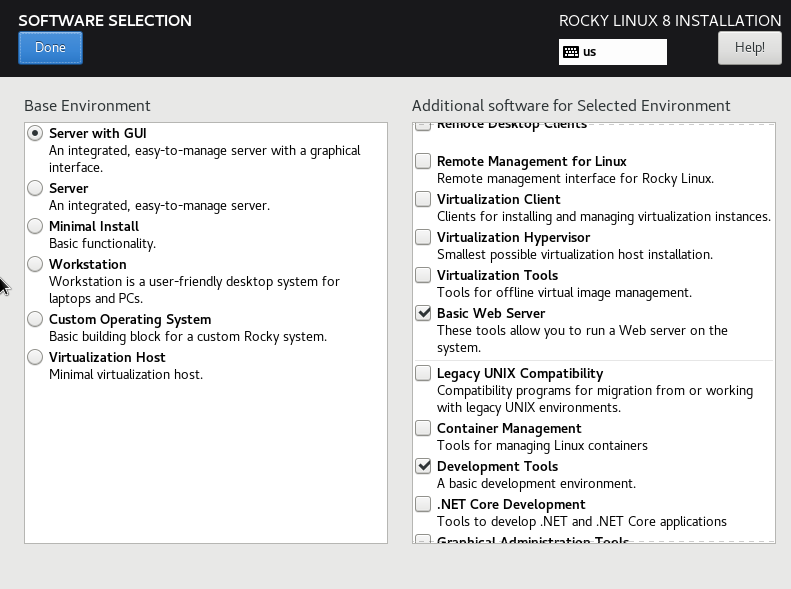 SOFTWARE SELECTION
ROCKY LINUX 8 INSTALLATION
Done
us
Help!
Base Environment
Server with GUI
An integrated, easy-to-manage server with a graphical
interface.
Server
An integrated, easy-to-manage server.
Minimal Install
Basic functionality.
Workstation
Workstation is a user-friendly desktop system for
laptops and PCs.
Custom Operating System
Basic building block for a custom Rocky system.
Virtualization Host
Minimal virtualization host.
Additional software for Selected Environment
Remote Desktop Clients
Remote Management for Linux
Remote management interface for Rocky Linux.
Virtualization Client
Clients for installing and managing virtualization instances.
Virtualization Hypervisor
Smallest possible virtualization host installation.
Virtualization Tools
Tools for offline virtual image management.
Basic Web Server
These tools allow you to run a Web server on the
system.
Legacy UNIX Compatibility
Compatibility programs for migration from or working
with legacy UNIX environments.
Container Management
Tools for managing Linux containers
Development Tools
A basic development environment.
.NET Core Development
Tools to develop .NET and .NET Core applications
Graphical Administration Tools